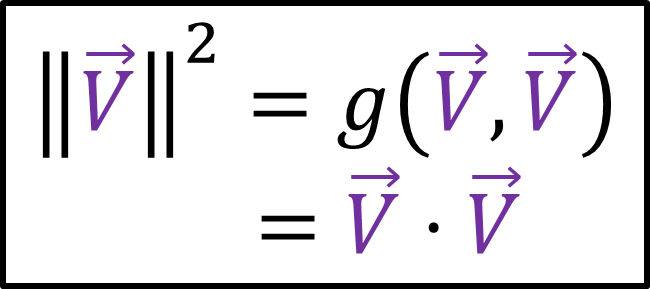 ‖V⃗‖² = g(V⃗, V⃗)
= V⃗ · V⃗